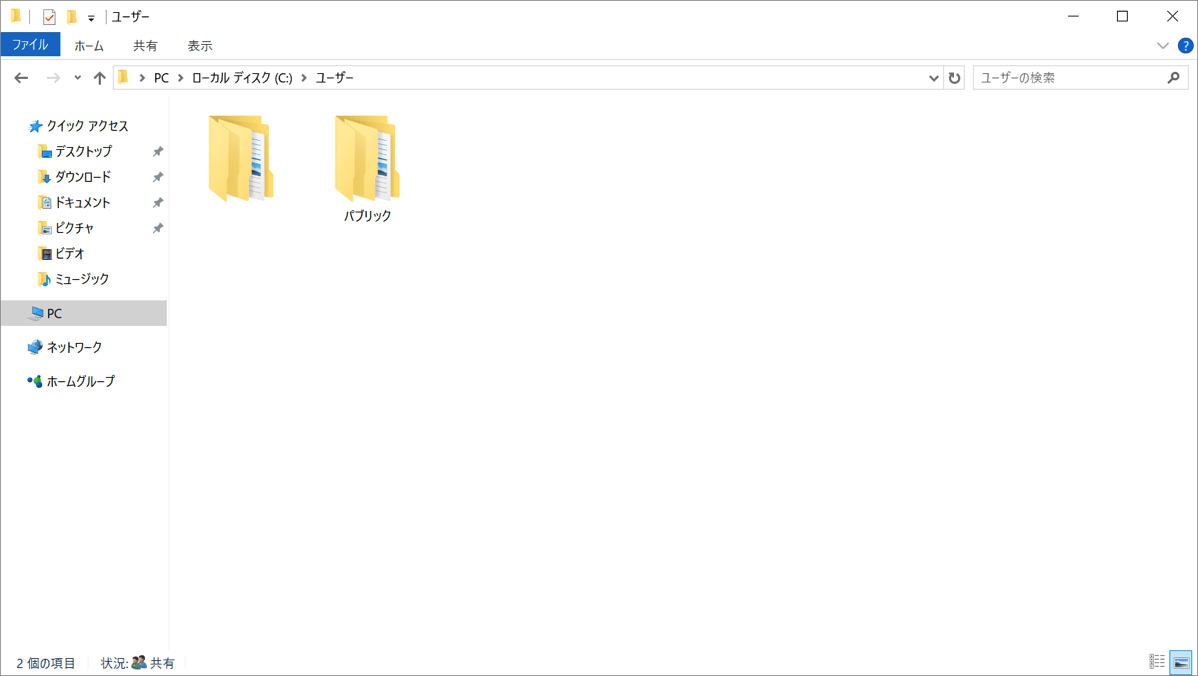 ユーザー
ファイル
ホーム
共有
表示
PC
ローカル ディスク (C:)
ユーザー
ユーザーの検索
クイック アクセス
デスクトップ
ダウンロード
ドキュメント
ピクチャ
ビデオ
ミュージック
PC
ネットワーク
ホームグループ
パブリック
2 個の項目
状況: 共有